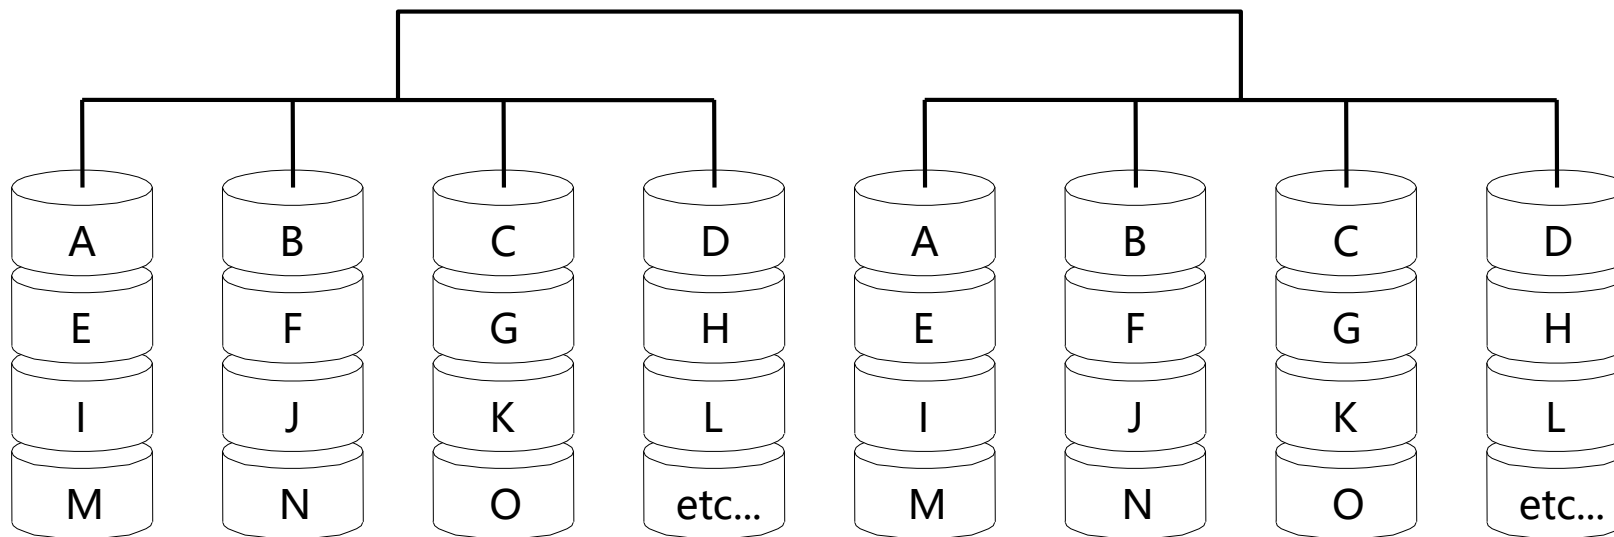 A B C D A B C D
E F G H E F G H
I J K L I J K L
M N O etc... M N O etc...